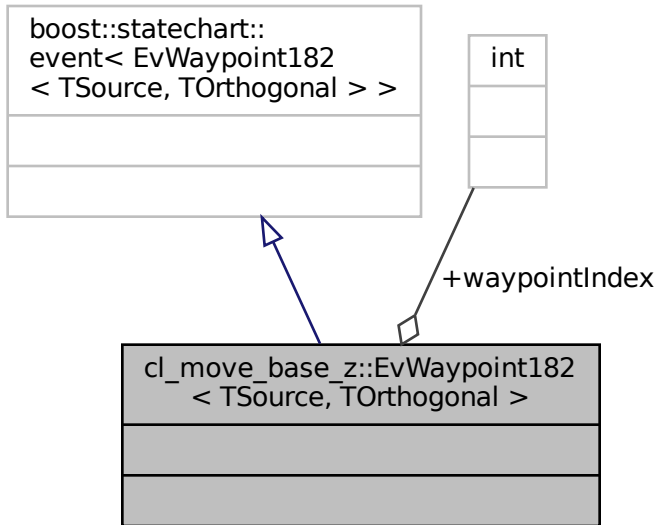 boost::statechart::
event< EvWaypoint182
< TSource, TOrthogonal > >
int
+waypointIndex
cl_move_base_z::EvWaypoint182
< TSource, TOrthogonal >